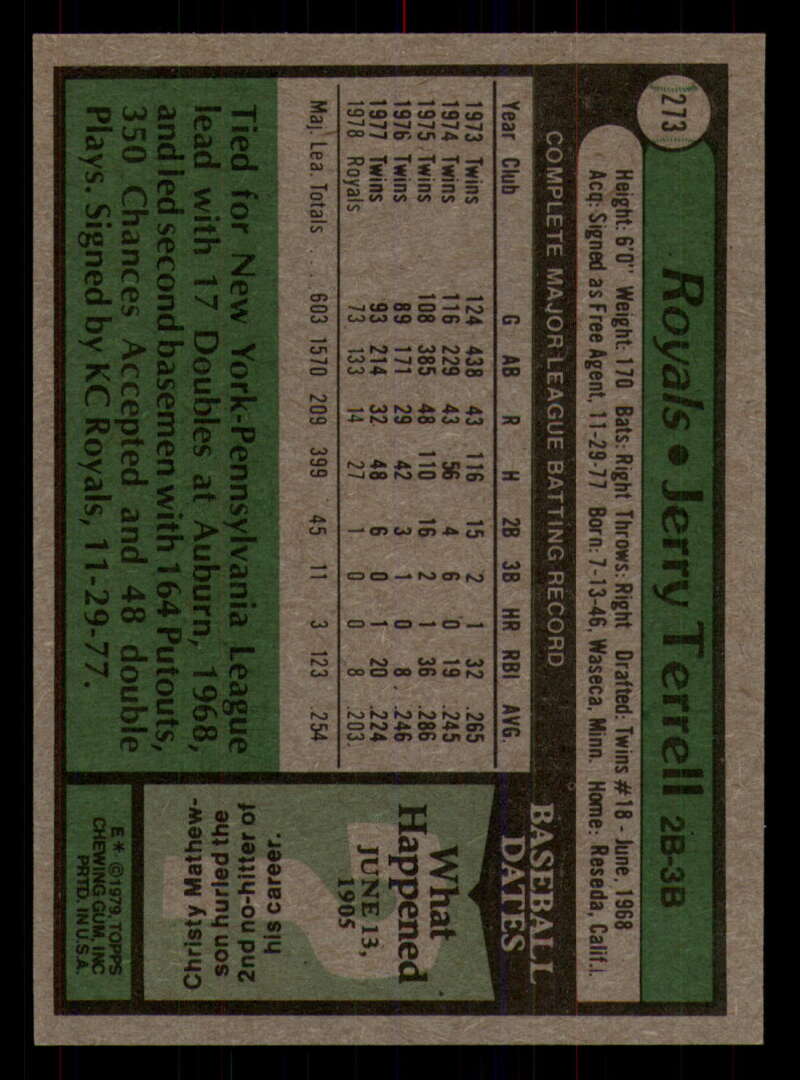 273
Royals • Jerry Terrell 2B-3B
Height: 6'0" Weight: 170 Bats: Right Throws: Right Drafted: Twins #18 - June, 1968
Acq: Signed as Free Agent, 11-29-77 Born: 7-13-46, Waseca, Minn. Home: Reseda, Calif.
COMPLETE MAJOR LEAGUE BATTING RECORD
Year Club G AB R H 2B 3B HR RBI AVG.
1973 Twins 124 438 43 116 15 2 1 32 .265
1974 Twins 116 229 43 56 4 6 0 19 .245
1975 Twins 108 385 48 110 16 2 1 36 .286
1976 Twins 89 171 29 42 3 1 0 8 .246
1977 Twins 93 214 32 48 6 0 1 20 .224
1978 Royals 73 133 14 27 1 0 0 8 .203
Maj. Lea. Totals . . . 603 1570 209 399 45 11 3 123 .254
Tied for New York-Pennsylvania League
lead with 17 Doubles at Auburn, 1968,
and led second basemen with 164 Putouts,
350 Chances Accepted and 48 double
Plays. Signed by KC Royals, 11-29-77.
BASEBALL
DATES
What
Happened
JUNE 13,
1905
?
Christy Mathew-
son hurled the
2nd no-hitter of
his career.
E* ©1979, TOPPS
CHEWING GUM, INC
PRTD. IN U.S.A.